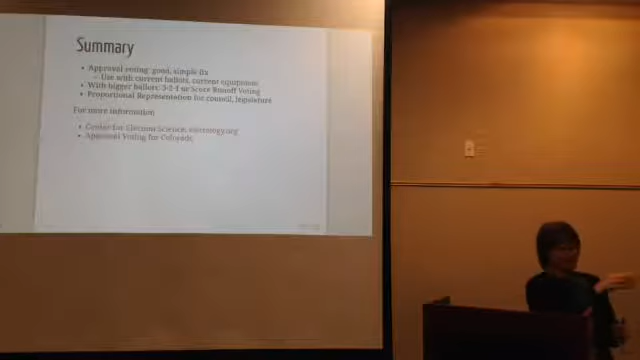 Summary
• Approval voting: good, simple fix
– Use with current ballots, current equipment
• With bigger ballots: 3-2-1 or Score Runoff Voting
• Proportional Representation for council, legislature
For more information
• Center for Election Science, electology.org
• Approval Voting for Colorado